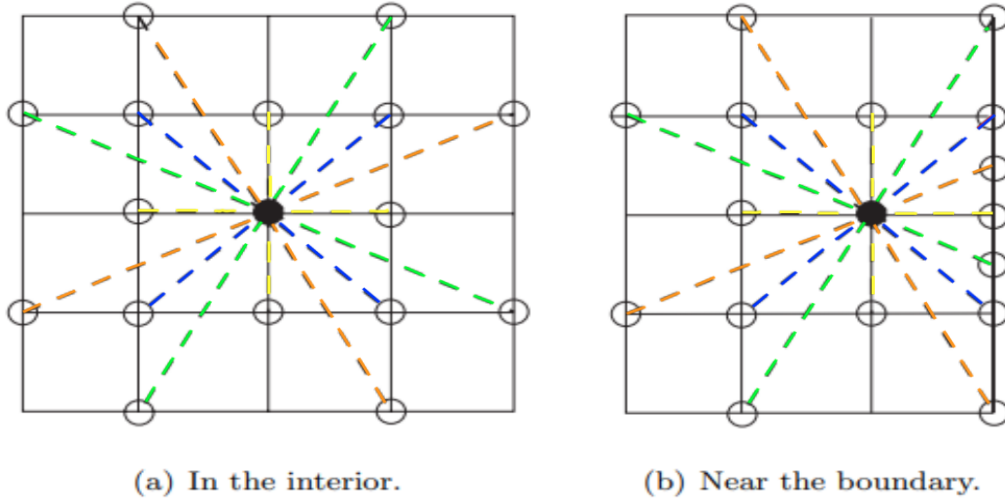 (a) In the interior.
(b) Near the boundary.